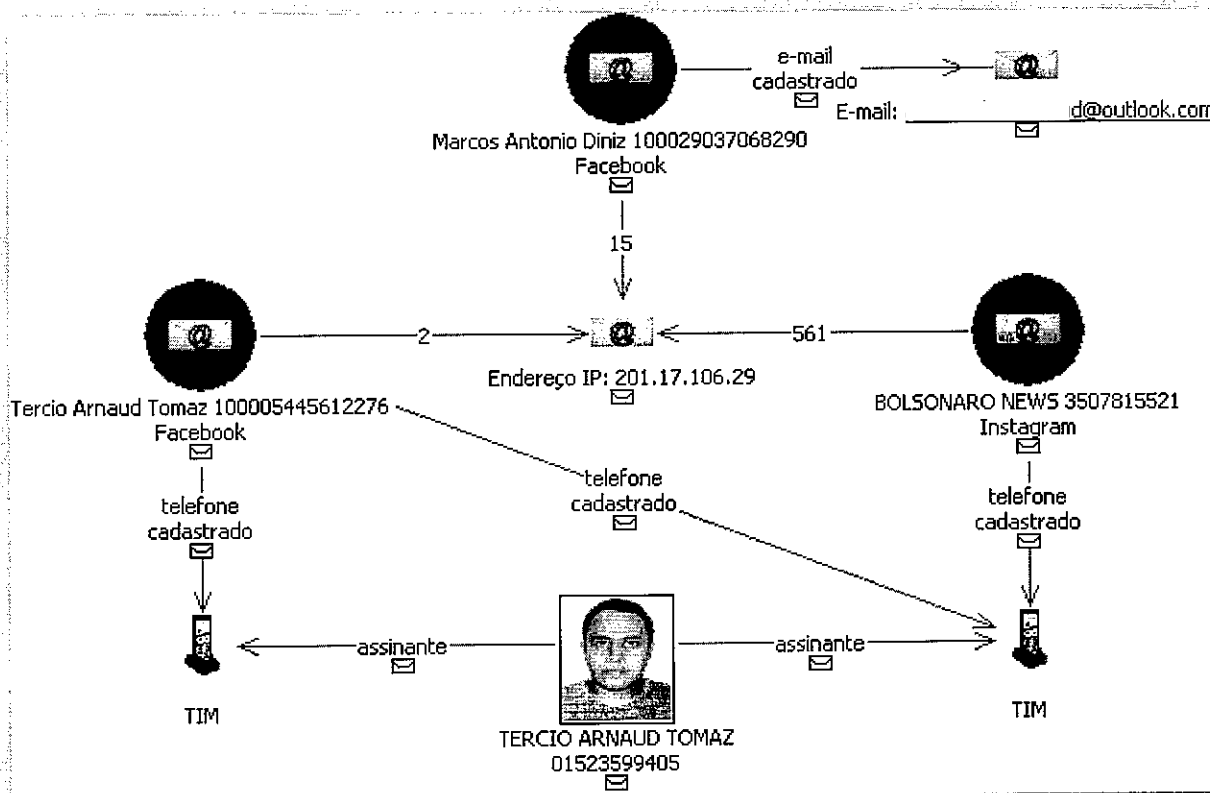 e-mail
cadastrado
E-mail: d@outlook.com
Marcos Antonio Diniz 100029037068290
Facebook
15
2
561
Endereço IP: 201.17.106.29
Tercio Arnaud Tomaz 100005445612276
Facebook
BOLSONARO NEWS 3507815521
Instagram
telefone
cadastrado
telefone
cadastrado
telefone
cadastrado
assinante
assinante
TIM
TIM
TERCIO ARNAUD TOMAZ
01523599405